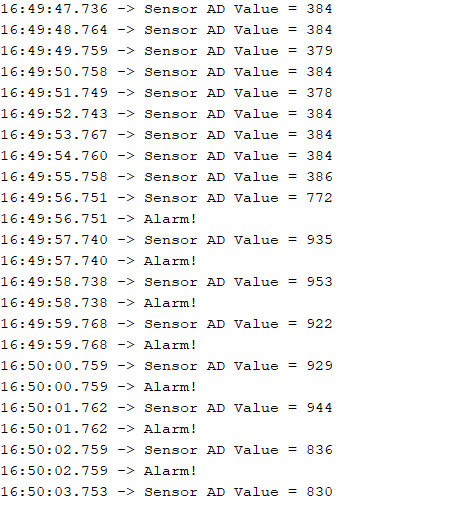 16:49:47.736 -> Sensor AD Value = 384
16:49:48.764 -> Sensor AD Value = 384
16:49:49.759 -> Sensor AD Value = 379
16:49:50.758 -> Sensor AD Value = 384
16:49:51.749 -> Sensor AD Value = 378
16:49:52.743 -> Sensor AD Value = 384
16:49:53.767 -> Sensor AD Value = 384
16:49:54.760 -> Sensor AD Value = 384
16:49:55.758 -> Sensor AD Value = 386
16:49:56.751 -> Sensor AD Value = 772
16:49:56.751 -> Alarm!
16:49:57.740 -> Sensor AD Value = 935
16:49:57.740 -> Alarm!
16:49:58.738 -> Sensor AD Value = 953
16:49:58.738 -> Alarm!
16:49:59.768 -> Sensor AD Value = 922
16:49:59.768 -> Alarm!
16:50:00.759 -> Sensor AD Value = 929
16:50:00.759 -> Alarm!
16:50:01.762 -> Sensor AD Value = 944
16:50:01.762 -> Alarm!
16:50:02.759 -> Sensor AD Value = 836
16:50:02.759 -> Alarm!
16:50:03.753 -> Sensor AD Value = 830